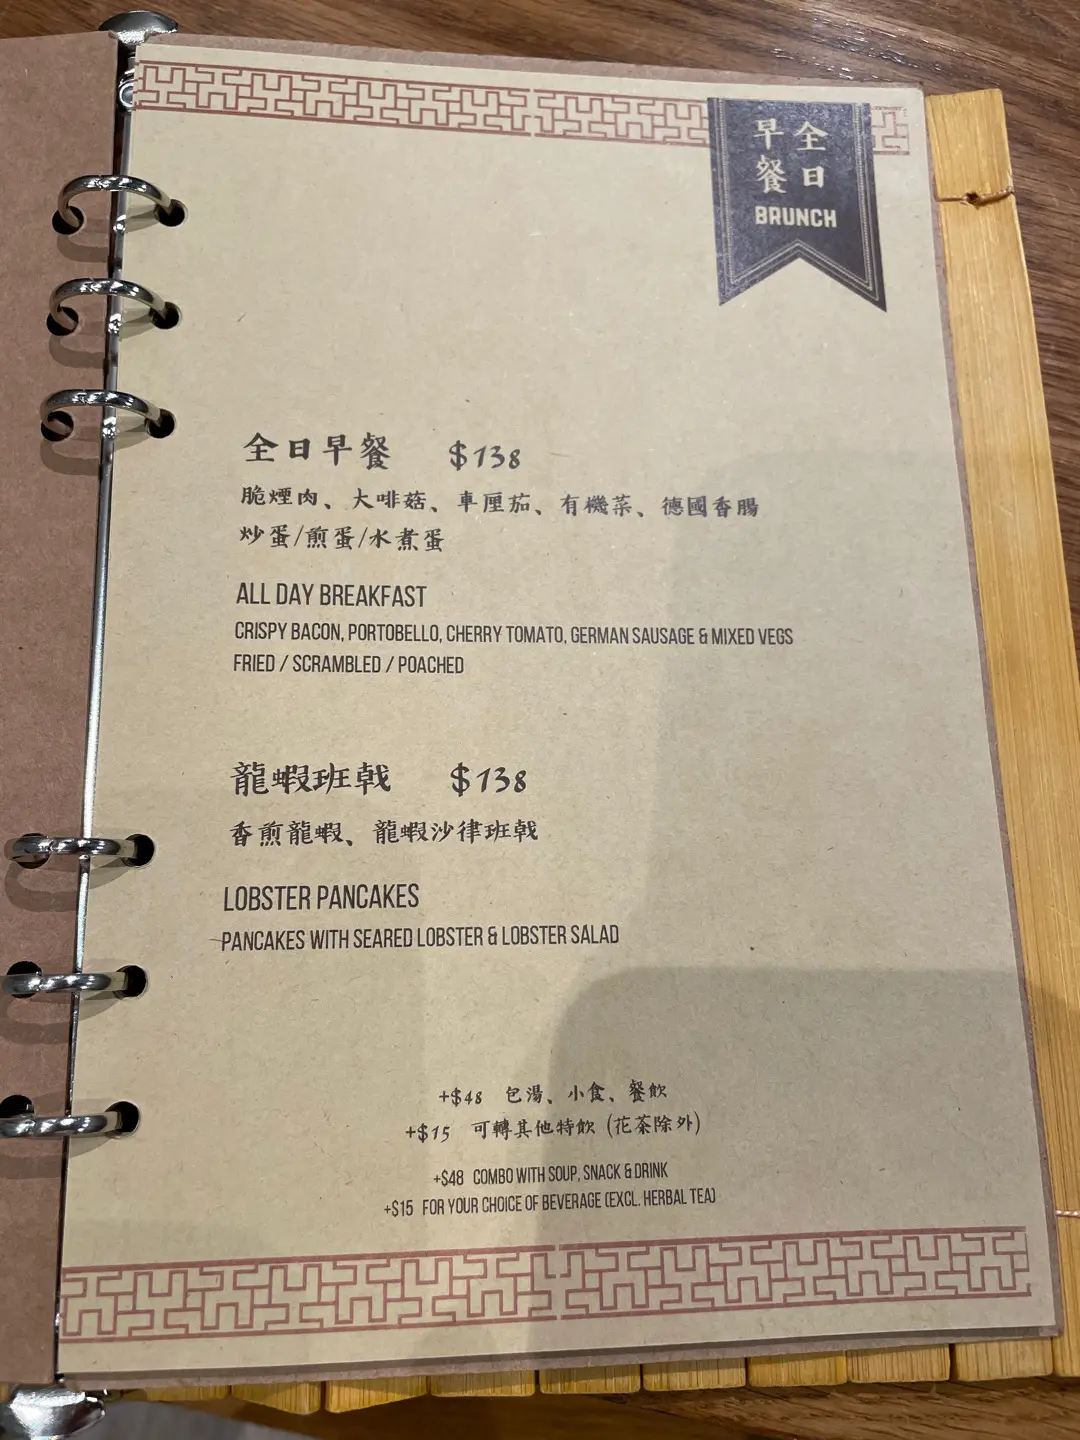 全日
早餐
BRUNCH
全日早餐 $138
脆煙肉、大啡菇、車厘茄、有機菜、德國香腸
炒蛋/煎蛋/水煮蛋
ALL DAY BREAKFAST
CRISPY BACON, PORTOBELLO, CHERRY TOMATO, GERMAN SAUSAGE & MIXED VEGS
FRIED / SCRAMBLED / POACHED
龍蝦班戟 $138
香煎龍蝦、龍蝦沙律班戟
LOBSTER PANCAKES
PANCAKES WITH SEARED LOBSTER & LOBSTER SALAD
+$48 包湯、小食、餐飲
+$15 可轉其他特飲 (花茶除外)
+$48 COMBO WITH SOUP, SNACK & DRINK
+$15 FOR YOUR CHOICE OF BEVERAGE (EXCL. HERBAL TEA)